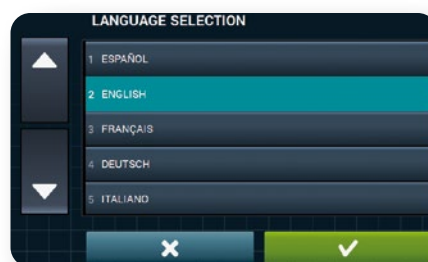 LANGUAGE SELECTION
1 ESPAÑOL
2 ENGLISH
3 FRANÇAIS
4 DEUTSCH
5 ITALIANO